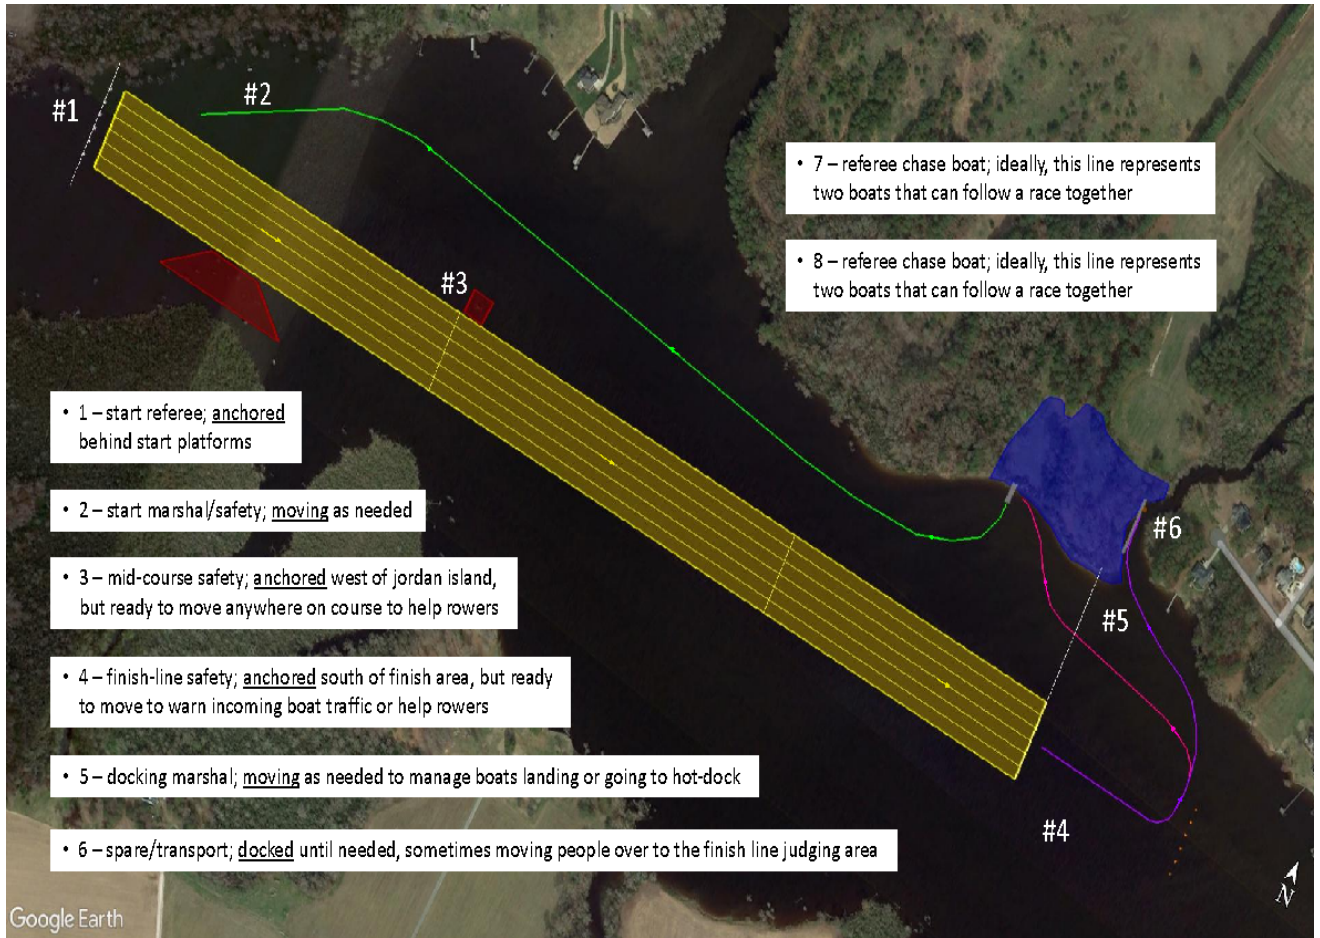 #1
#2
#3
• 7 – referee chase boat; ideally, this line represents
two boats that can follow a race together
• 8 – referee chase boat; ideally, this line represents
two boats that can follow a race together
• 1 – start referee; anchored
behind start platforms
• 2 – start marshal/safety; moving as needed
• 3 – mid-course safety; anchored west of jordan island,
but ready to move anywhere on course to help rowers
• 4 – finish-line safety; anchored south of finish area, but ready
to move to warn incoming boat traffic or help rowers
• 5 – docking marshal; moving as needed to manage boats landing or going to hot-dock
• 6 – spare/transport; docked until needed, sometimes moving people over to the finish line judging area
#6
#5
#4
N
Google Earth